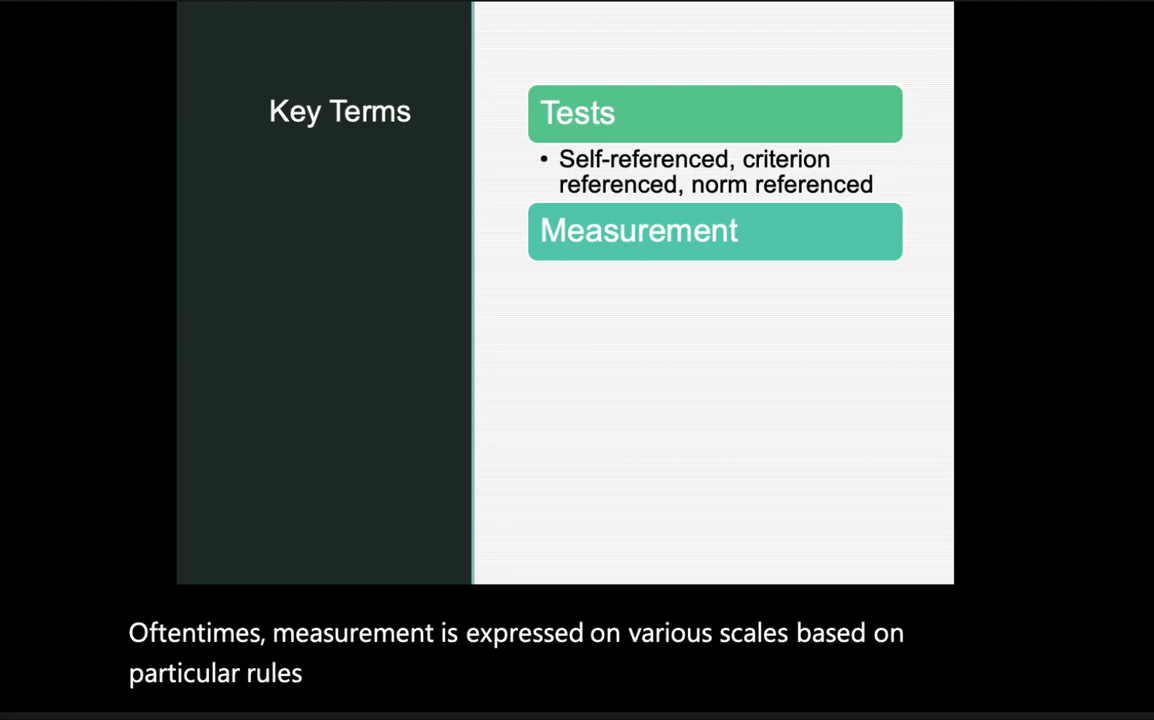 Key Terms
Tests
• Self-referenced, criterion
referenced, norm referenced
Measurement
Oftentimes, measurement is expressed on various scales based on
particular rules